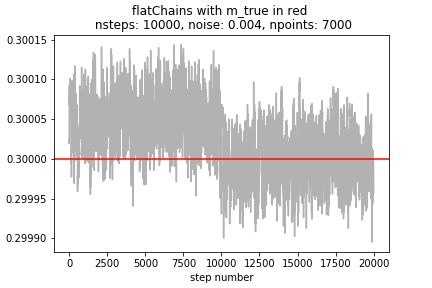 flatChains with m_true in red
nsteps: 10000, noise: 0.004, npoints: 7000
0.30015
0.30010
0.30005
0.30000
0.29995
0.29990
0 2500 5000 7500 10000 12500 15000 17500 20000
step number